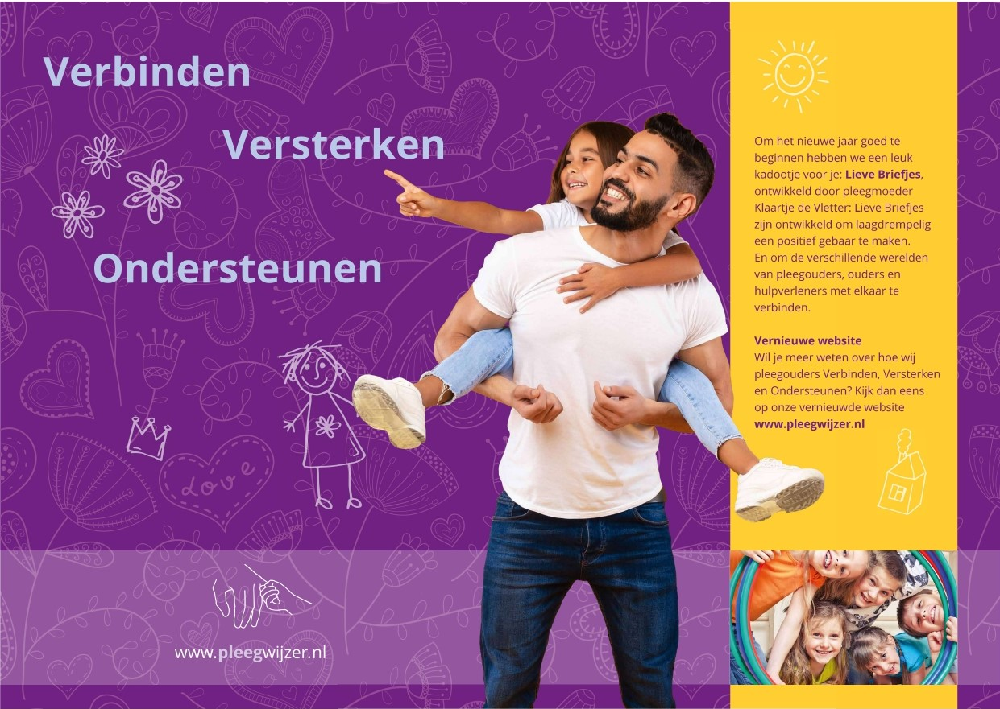 Verbinden
Versterken
Ondersteunen
Love
Love
www.pleegwijzer.nl
Om het nieuwe jaar goed te
beginnen hebben we een leuk
kadootje voor je: Lieve Briefjes,
ontwikkeld door pleegmoeder
Klaartje de Vletter: Lieve Briefjes
zijn ontwikkeld om laagdrempelig
een positief gebaar te maken.
En om de verschillende werelden
van pleegouders, ouders en
hulpverleners met elkaar te
verbinden.
Vernieuwe website
Wil je meer weten over hoe wij
pleegouders Verbinden, Versterken
en Ondersteunen? Kijk dan eens
op onze vernieuwde website
www.pleegwijzer.nl